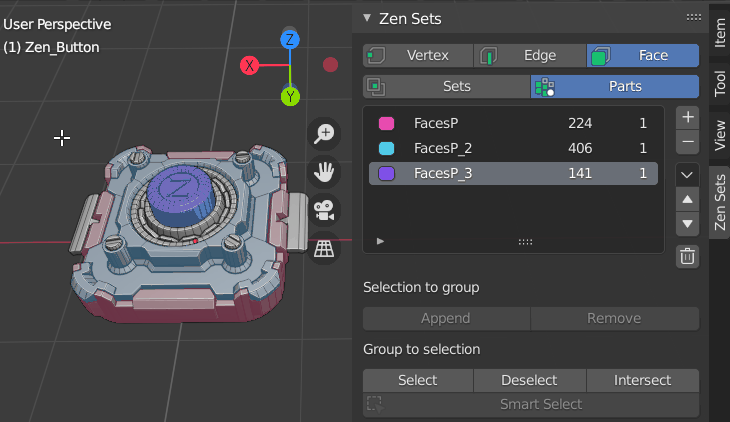 User Perspective
(1) Zen_Button
Z
X
Y
Z
Zen Sets
Vertex Edge Face
Sets Parts
FacesP 224 1
FacesP_2 406 1
FacesP_3 141 1
Selection to group
Append Remove
Group to selection
Select Deselect Intersect
Smart Select
Item
Tool
View
Zen Sets